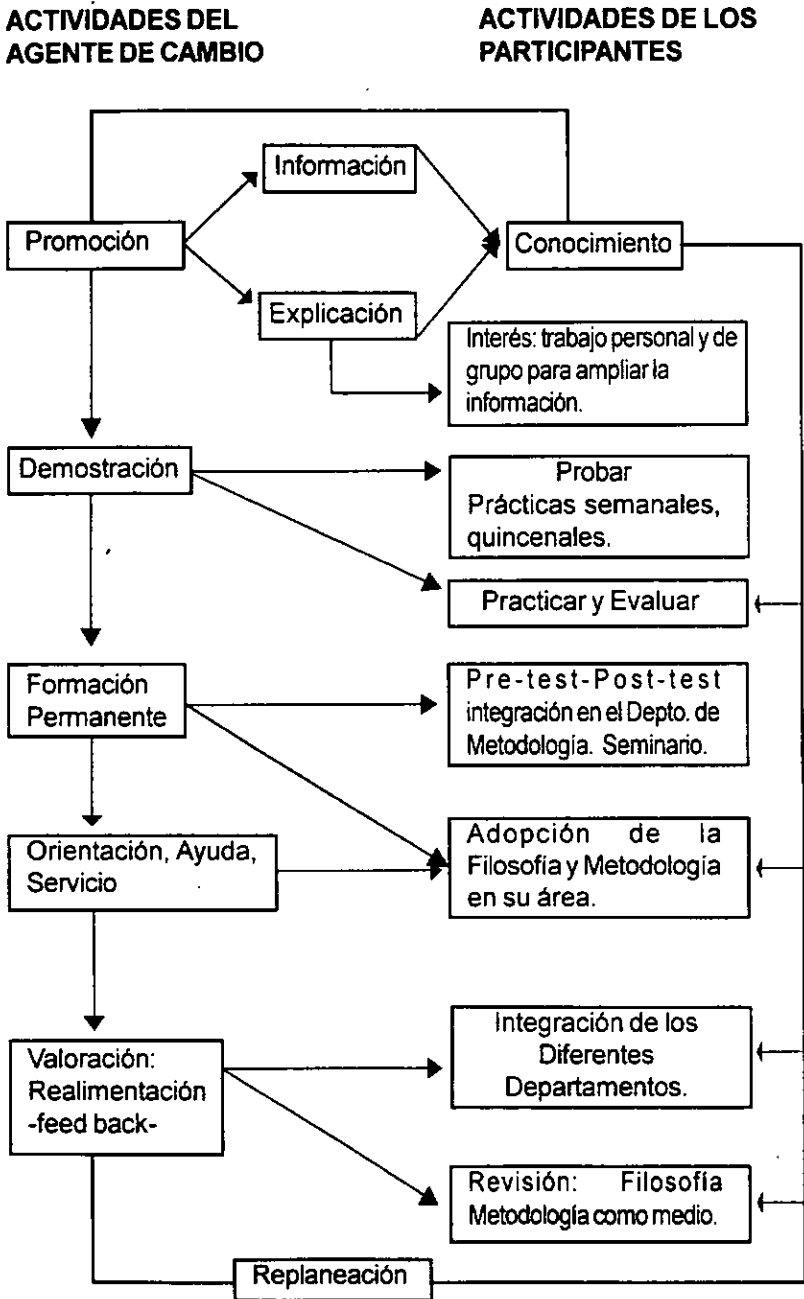 ACTIVIDADES DEL
AGENTE DE CAMBIO
ACTIVIDADES DE LOS
PARTICIPANTES
Información
Promoción
Conocimiento
Explicación
Interés: trabajo personal y de
grupo para ampliar la
información.
Demostración
Probar
Prácticas semanales,
quincenales.
Practicar y Evaluar
Formación
Permanente
Pre-test-Post-test
integración en el Depto. de
Metodología. Seminario.
Orientación, Ayuda,
Servicio
Adopción de la
Filosofía y Metodología
en su área.
Valoración:
Realimentación
-feed back-
Integración de los
Diferentes
Departamentos.
Revisión: Filosofía
Metodología como medio.
Replaneación